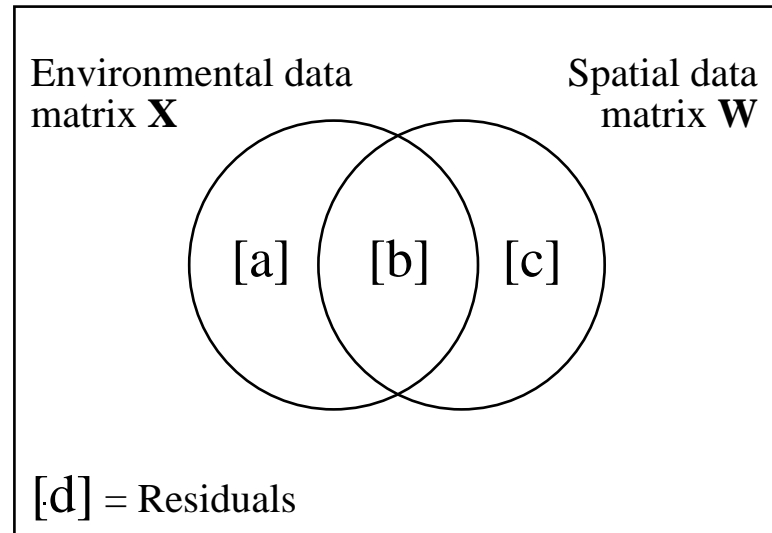 Environmental data
matrix X
Spatial data
matrix W
[a] [b] [c]
[d] = Residuals